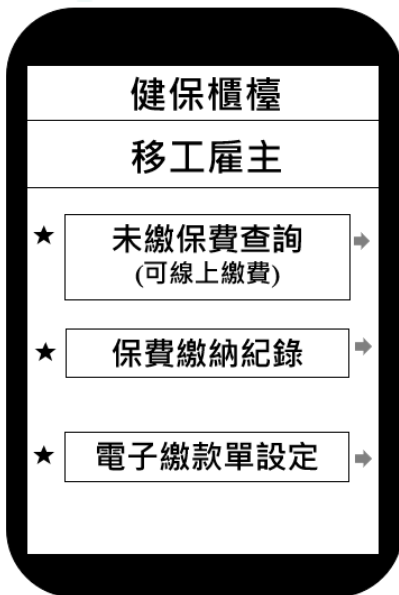 健保櫃檯
移工雇主
★ 未繳保費查詢
(可線上繳費)
★ 保費繳納紀錄
★ 電子繳款單設定